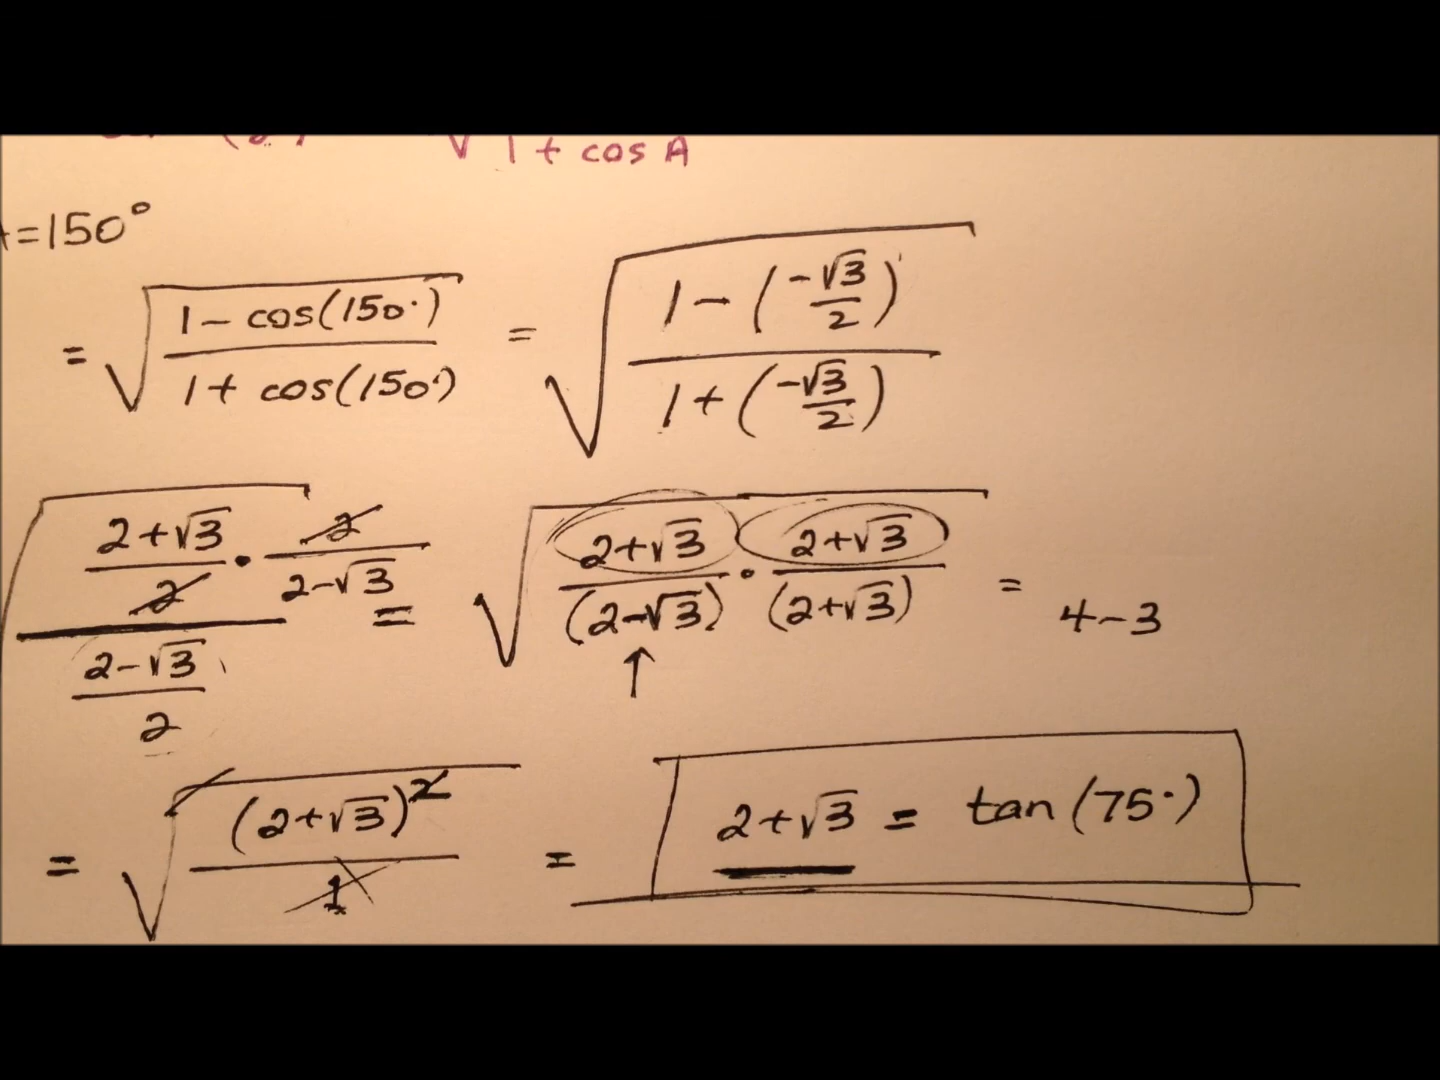 1 + cos A
=150°
= √((1 - cos(150°))/(1 + cos(150°))) = √((1 - (-√3/2))/(1 + (-√3/2)))
√(((2+√3)/2 · 2/(2-√3))/((2-√3)/2)) = √((2+√3)/(2-√3) · (2+√3)/(2+√3)) = 4-3
= √((2+√3)²/1) = 2+√3 = tan(75°)